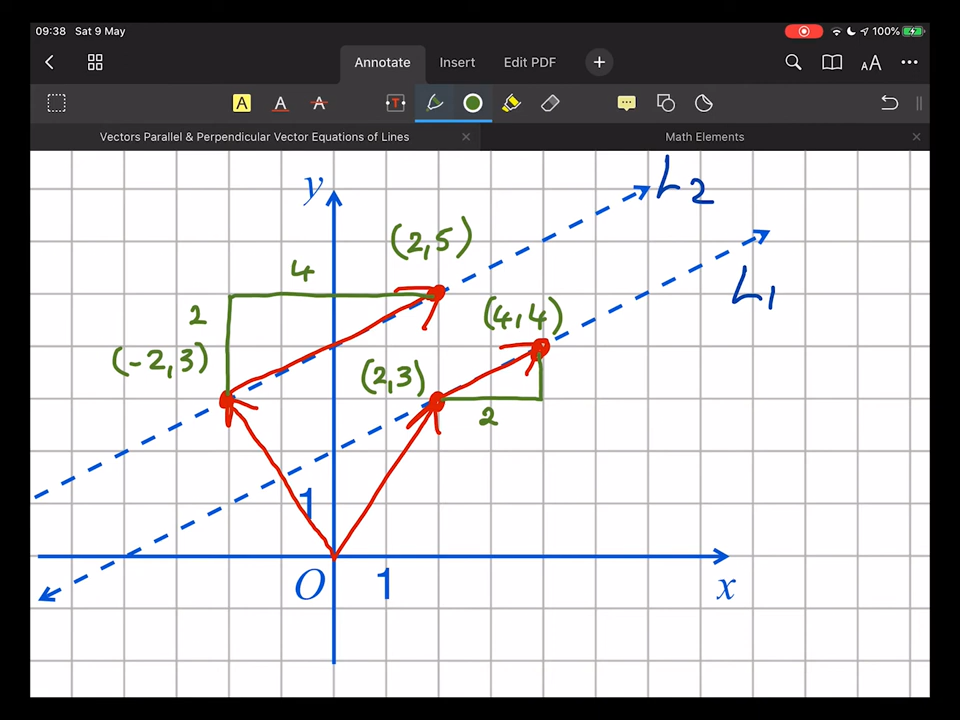 09:38 Sat 9 May 100%
Annotate Insert Edit PDF
A A A T AA
Vectors Parallel & Perpendicular Vector Equations of Lines
Math Elements
y
L2
(2,5)
4
L1
2
(4,4)
(-2,3)
(2,3)
2
1
O
1
x